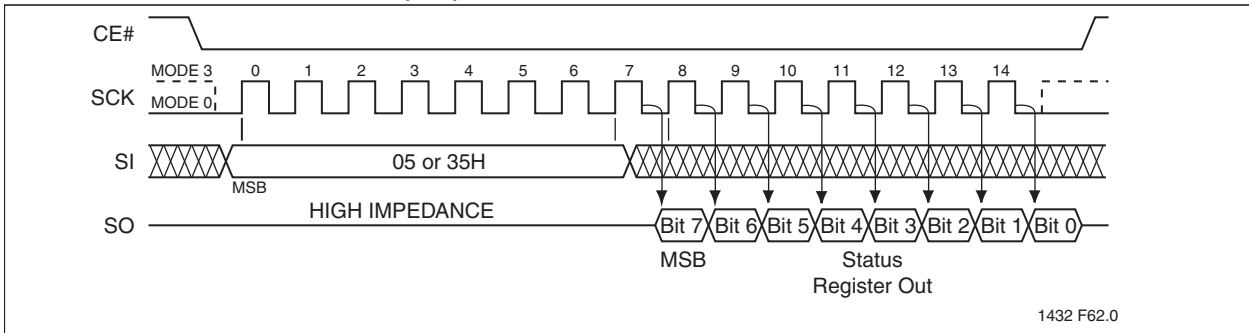 CE#
MODE 3 0 1 2 3 4 5 6 7 8 9 10 11 12 13 14
SCK
MODE 0
SI 05 or 35H
MSB
HIGH IMPEDANCE
SO Bit 7 Bit 6 Bit 5 Bit 4 Bit 3 Bit 2 Bit 1 Bit 0
MSB Status
Register Out
1432 F62.0